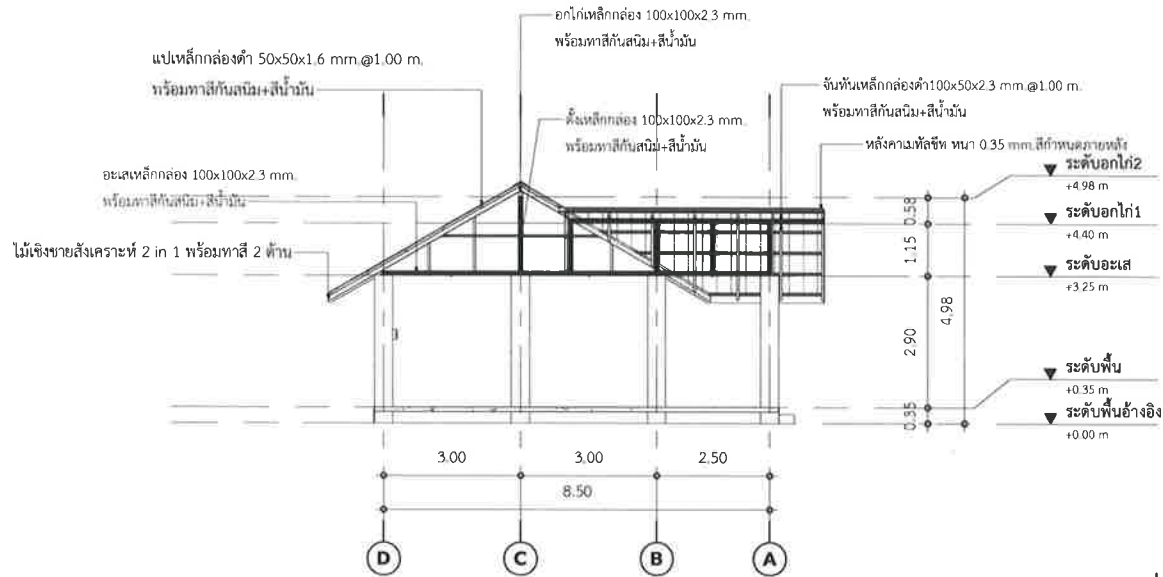 อกไก่เหล็กกล่อง 100x100x2.3 mm.
พร้อมทาสีกันสนิม+สีน้ำมัน
แปเหล็กกล่องดำ 50x50x1.6 mm.@1.00 m.
พร้อมทาสีกันสนิม+สีน้ำมัน
จันทันเหล็กกล่องดำ100x50x2.3 mm.@1.00 m.
พร้อมทาสีกันสนิม+สีน้ำมัน
ดั้งเหล็กกล่อง 100x100x2.3 mm.
พร้อมทาสีกันสนิม+สีน้ำมัน
หลังคาเมทัลชีท หนา 0.35 mm.สีกำหนดภายหลัง
อะเสเหล็กกล่อง 100x100x2.3 mm.
พร้อมทาสีกันสนิม+สีน้ำมัน
ไม้เชิงชายสังเคราะห์ 2 in 1 พร้อมทาสี 2 ด้าน
ระดับอกไก่2
+4.98 m
ระดับอกไก่1
+4.40 m
ระดับอะเส
+3.25 m
ระดับพื้น
+0.35 m
ระดับพื้นอ้างอิง
+0.00 m
0.58
1.15
2.90
0.35
4.98
3.00
3.00
2.50
8.50
D
C
B
A